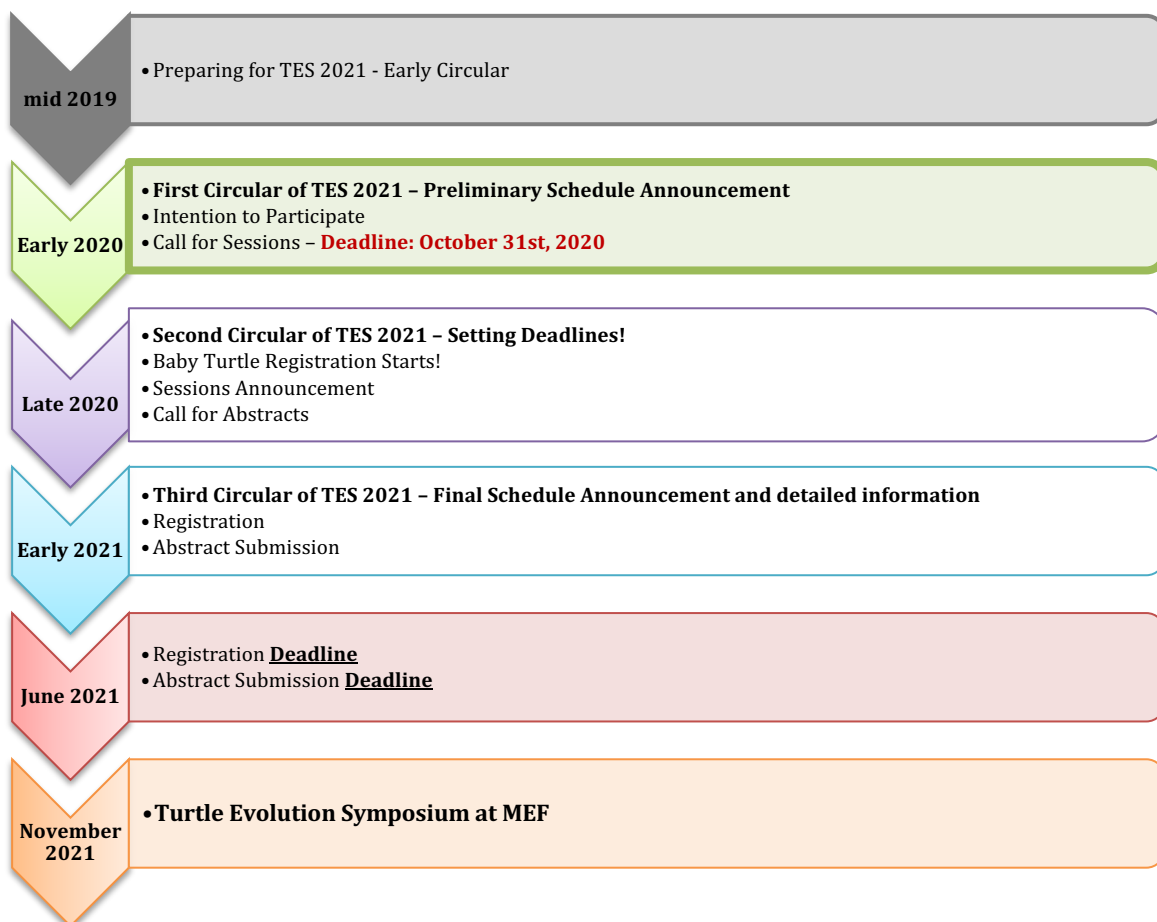 mid 2019
• Preparing for TES 2021 - Early Circular
Early 2020
• First Circular of TES 2021 – Preliminary Schedule Announcement
• Intention to Participate
• Call for Sessions – Deadline: October 31st, 2020
Late 2020
• Second Circular of TES 2021 – Setting Deadlines!
• Baby Turtle Registration Starts!
• Sessions Announcement
• Call for Abstracts
Early 2021
• Third Circular of TES 2021 – Final Schedule Announcement and detailed information
• Registration
• Abstract Submission
June 2021
• Registration Deadline
• Abstract Submission Deadline
November
2021
• Turtle Evolution Symposium at MEF